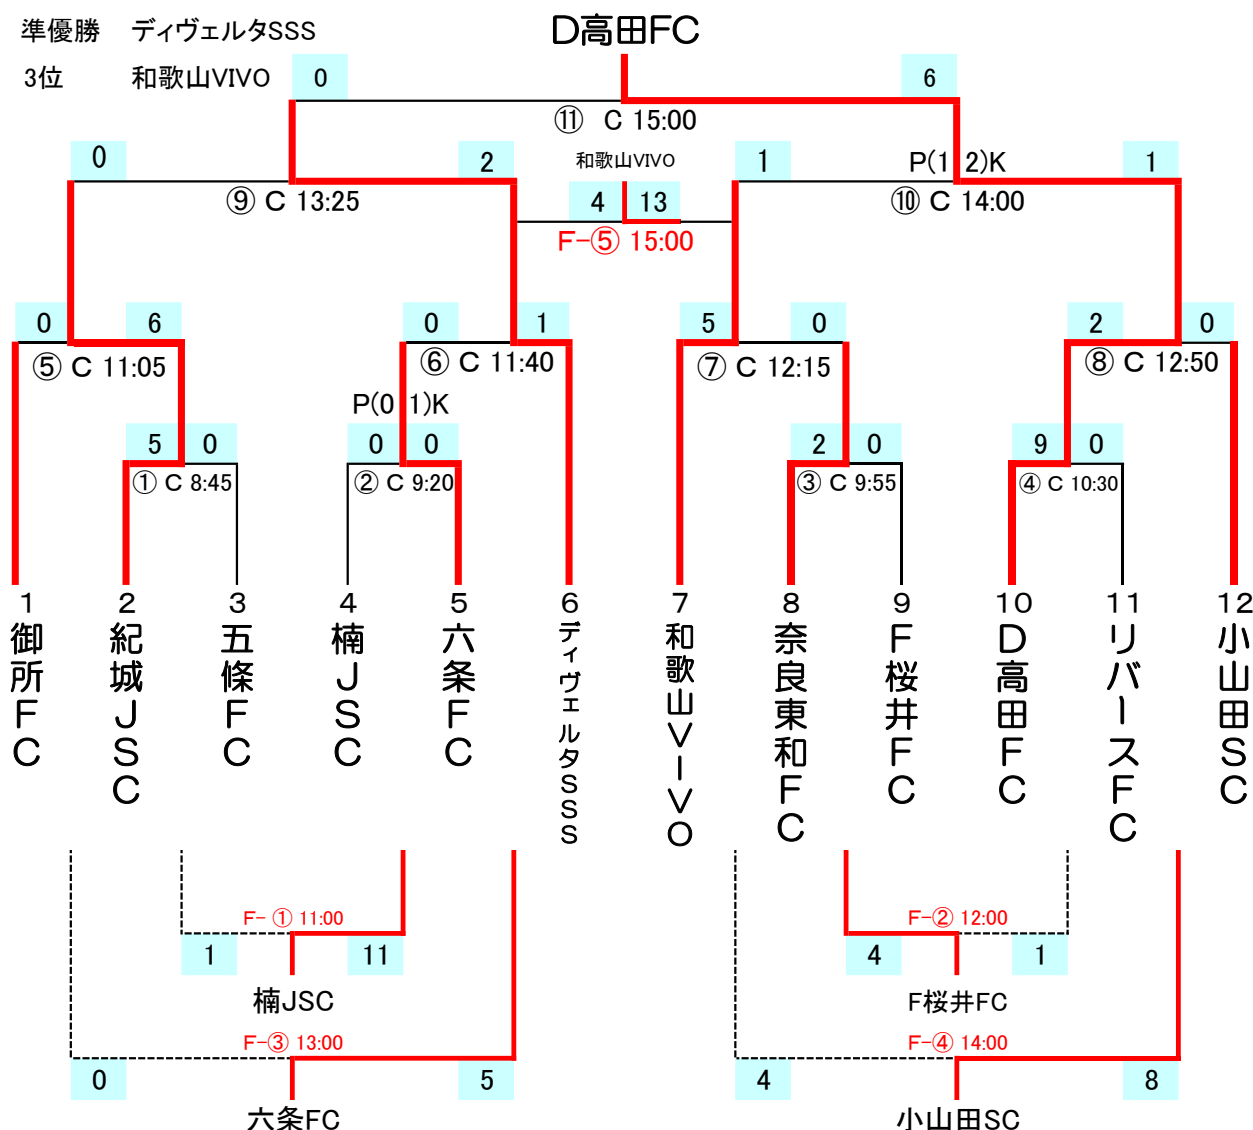 準優勝 ディヴェルタSSS
D高田FC
3位 和歌山VIVO
0
6
⑪ C 15:00
0
2
和歌山VIVO
1
P(1 2)K
1
⑨ C 13:25
4 13
⑩ C 14:00
F-⑤ 15:00
0 6
0 1
5 0
2 0
⑤ C 11:05
⑥ C 11:40
⑦ C 12:15
⑧ C 12:50
P(0 1)K
5 0
0 0
2 0
9 0
① C 8:45
② C 9:20
③ C 9:55
④ C 10:30
1 2 3 4 5 6 7 8 9 10 11 12
御所FC
紀城JSC
五條FC
楠JSC
六条FC
ディヴェルタSSS
和歌山VIVO
奈良東和FC
F桜井FC
D高田FC
リバースFC
小山田SC
F- ① 11:00
F-② 12:00
1 11
4 1
楠JSC
F桜井FC
F-③ 13:00
F-④ 14:00
0 5
4 8
六条FC
小山田SC